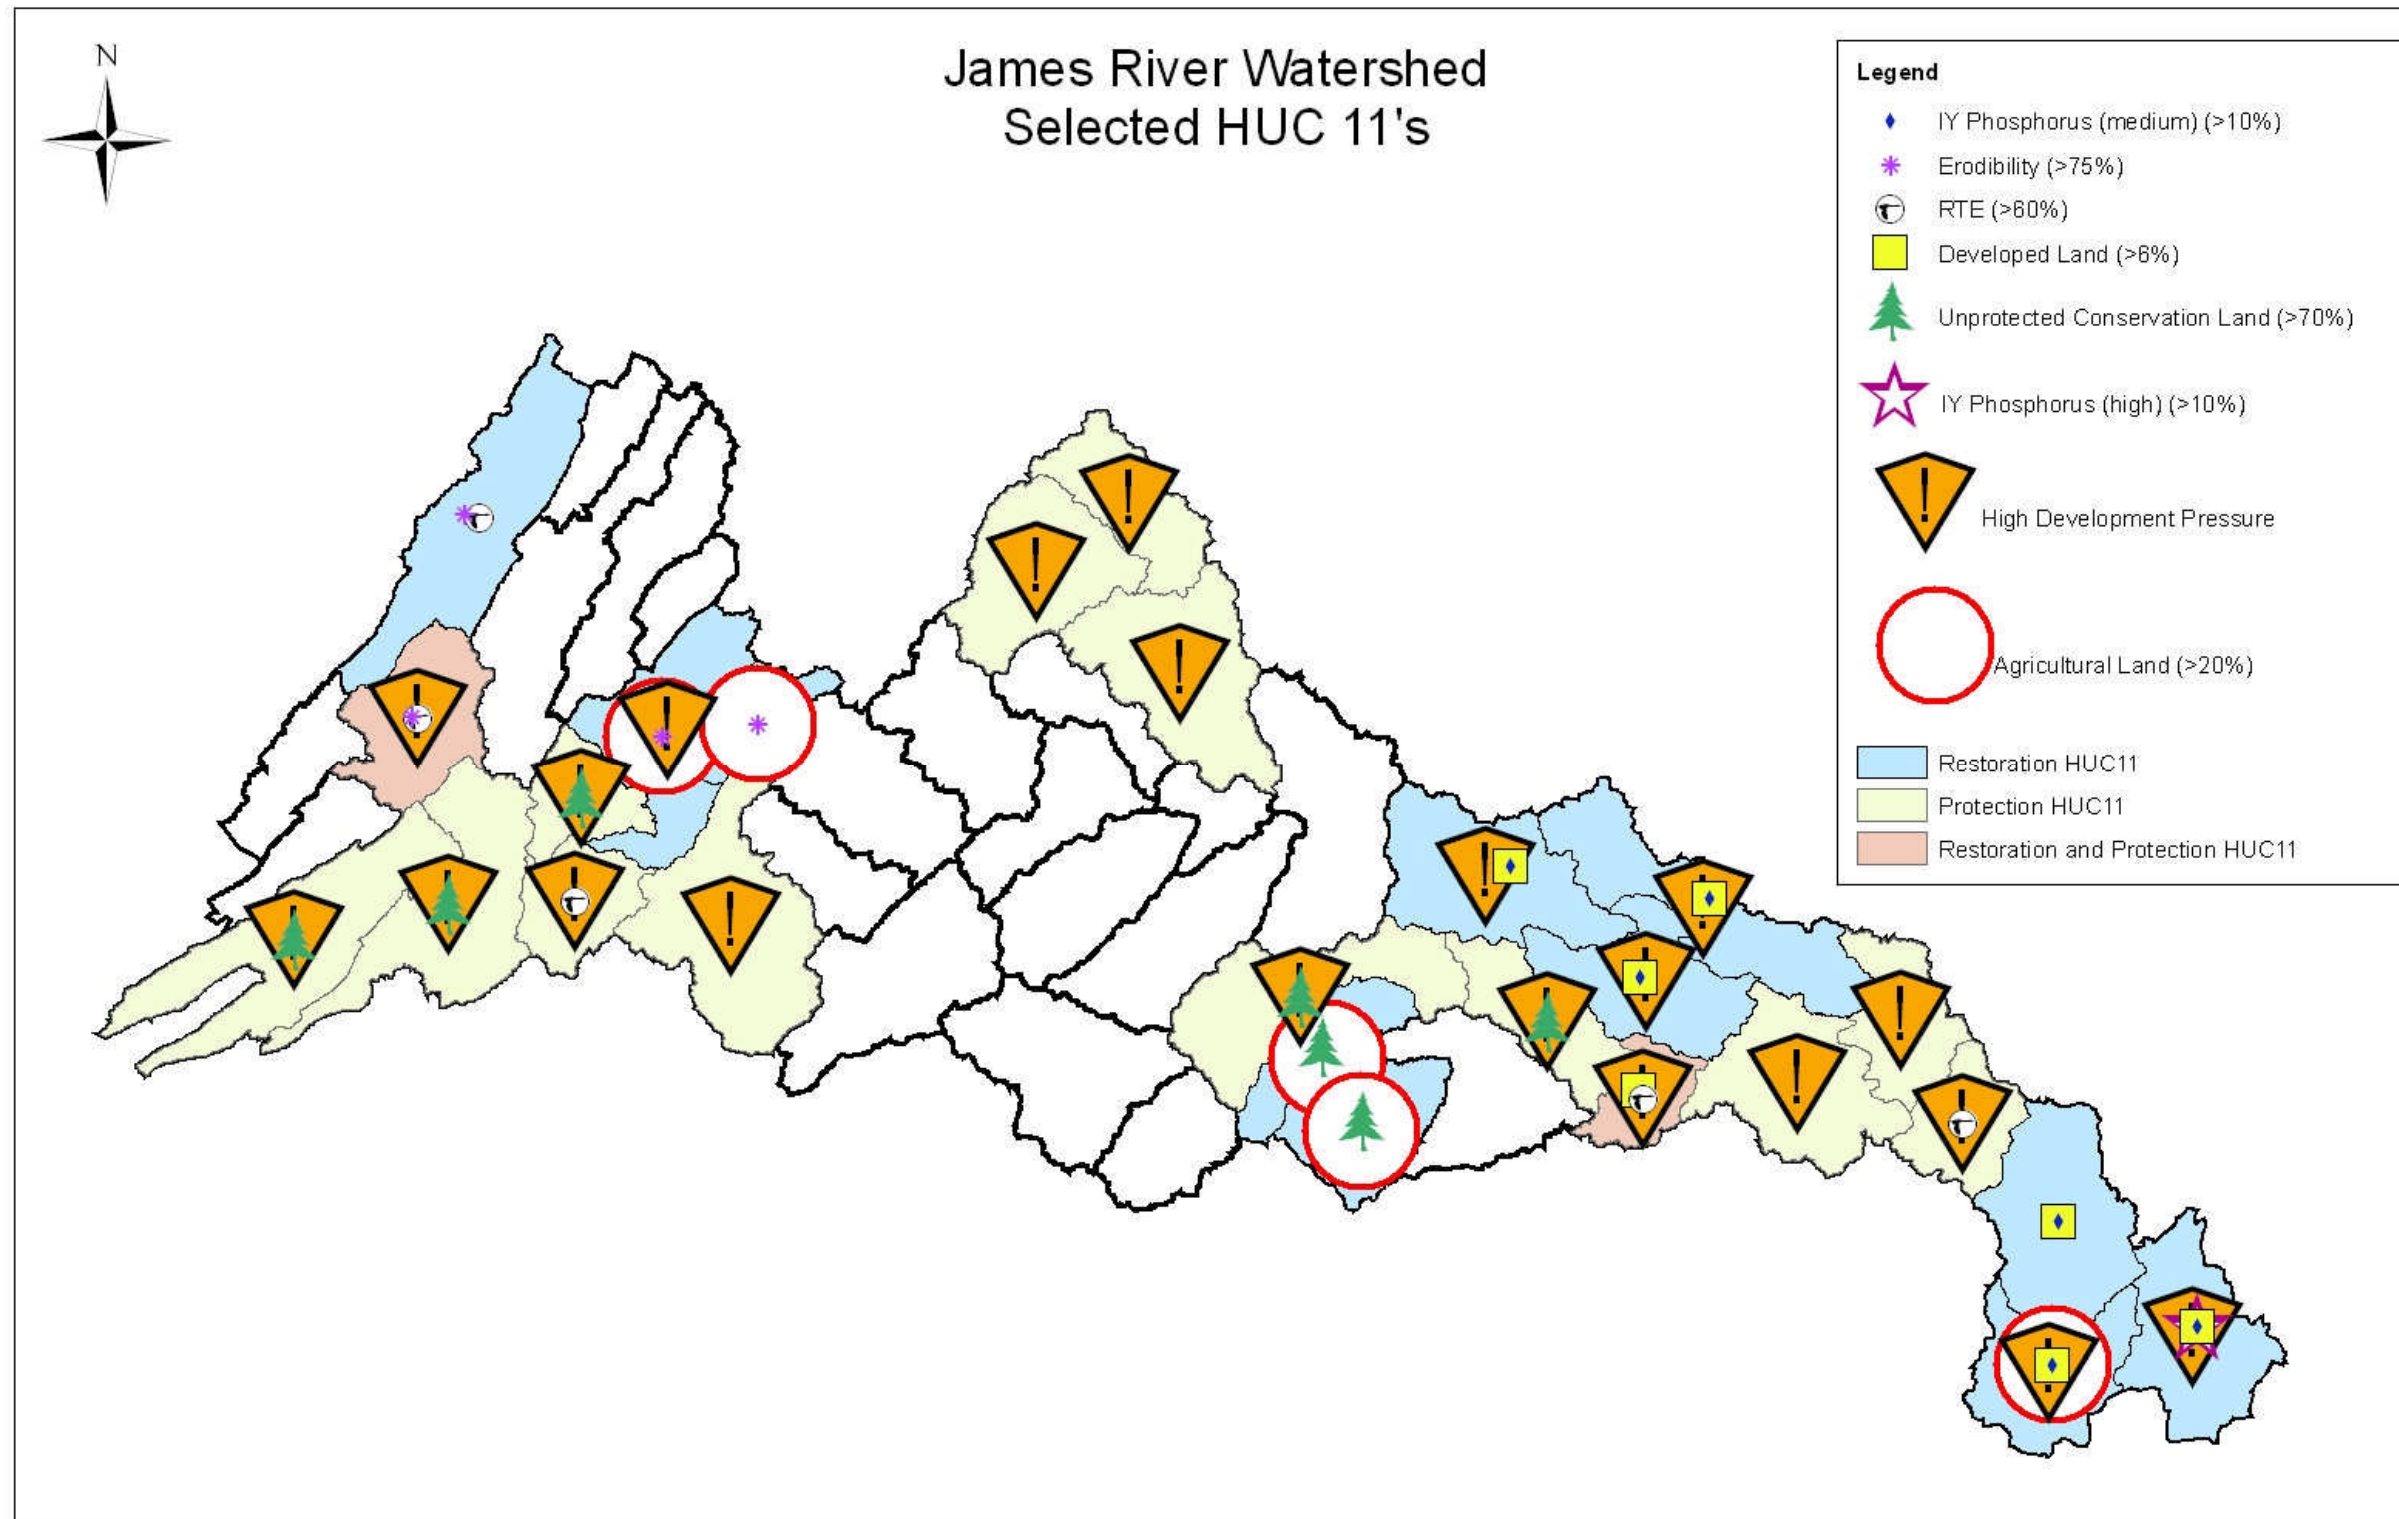 N
James River Watershed
Selected HUC 11's
Legend
IY Phosphorus (medium) (>10%)
Erodibility (>75%)
RTE (>60%)
Developed Land (>6%)
Unprotected Conservation Land (>70%)
IY Phosphorus (high) (>10%)
High Development Pressure
Agricultural Land (>20%)
Restoration HUC11
Protection HUC11
Restoration and Protection HUC11